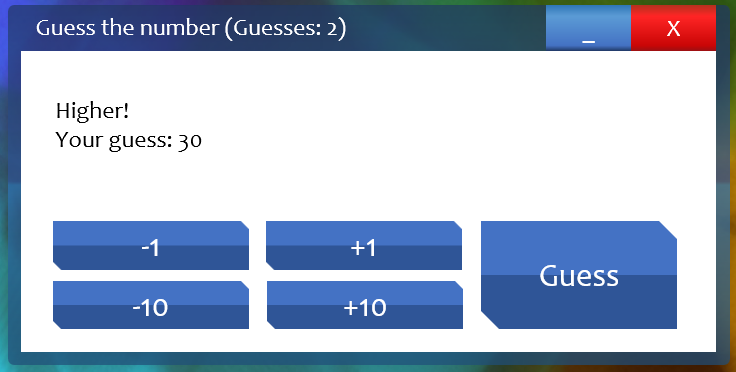 Guess the number (Guesses: 2)
_ X
Higher!
Your guess: 30
-1 +1
Guess
-10 +10